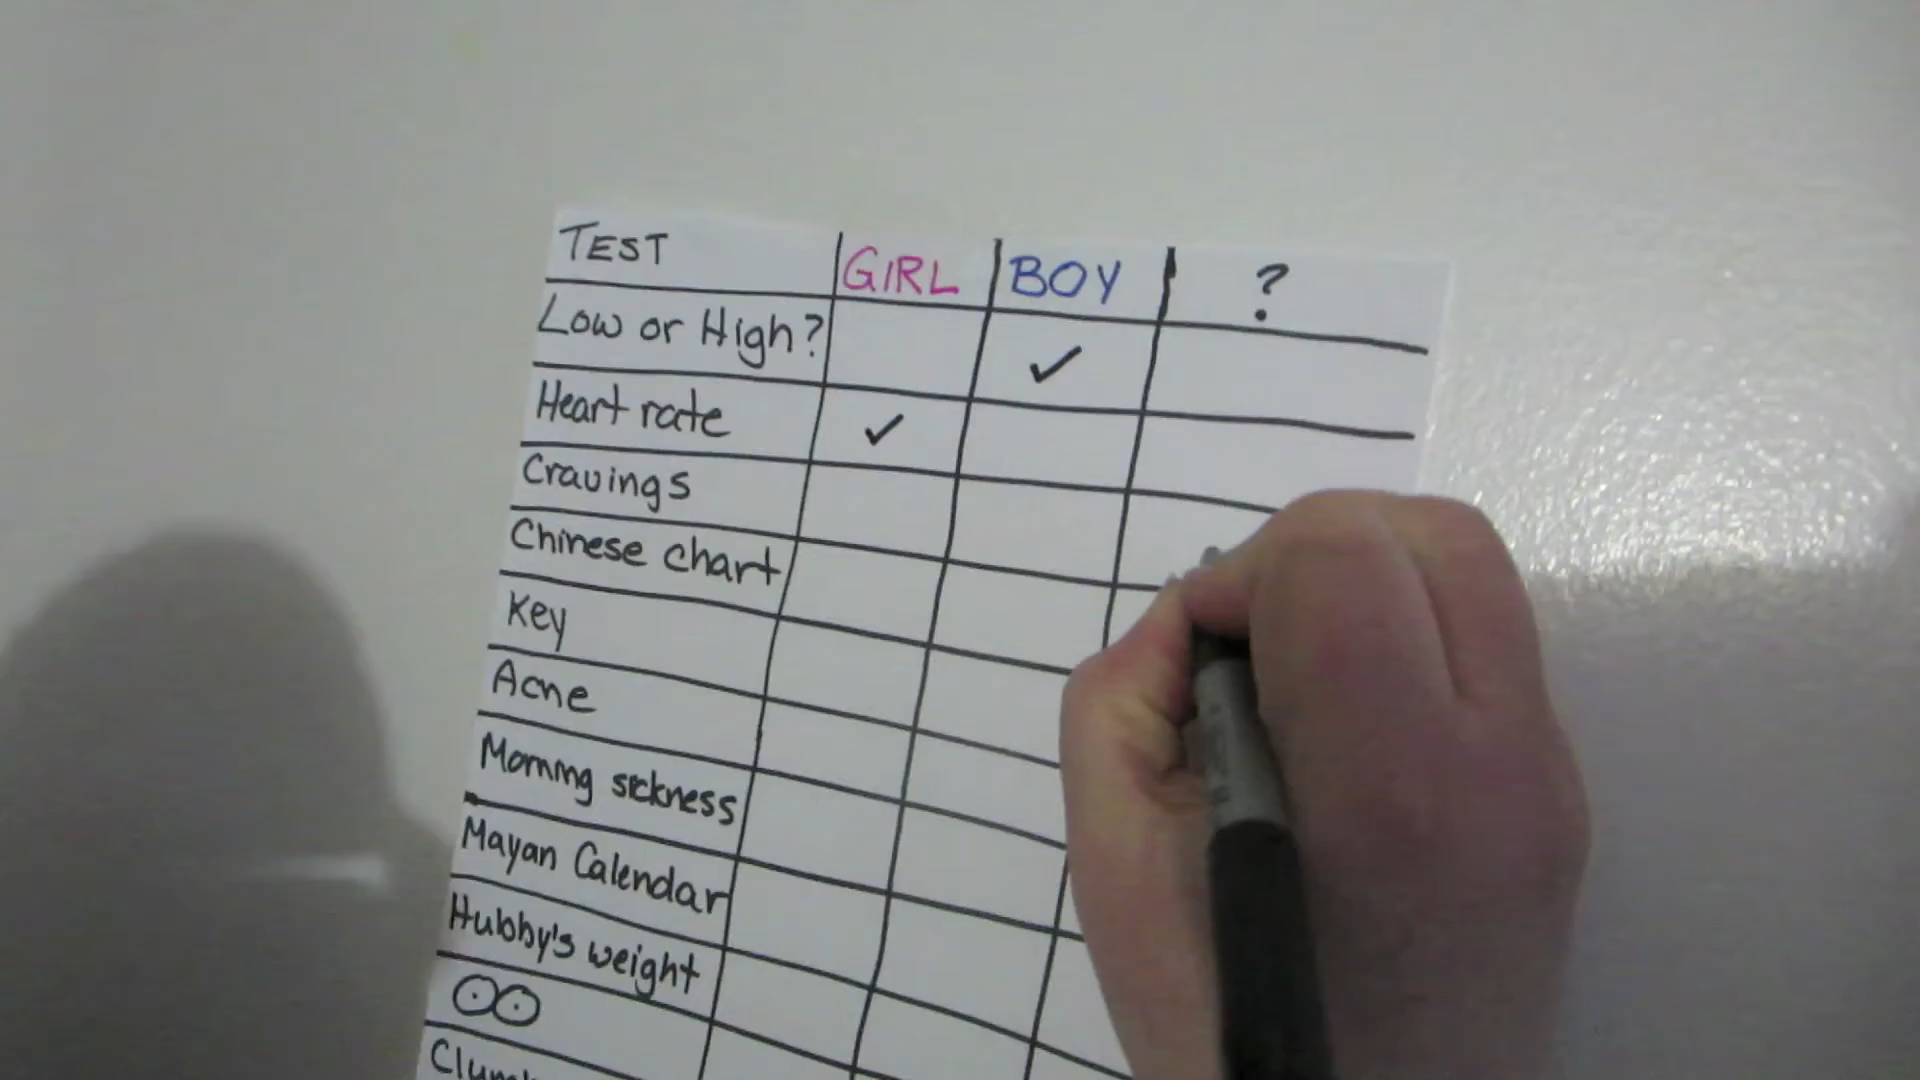 TEST GIRL BOY ?
Low or High? ✓
Heart rate ✓
Cravings
Chinese chart
Key
Acne
Morning sickness
Mayan Calendar
Hubby's weight